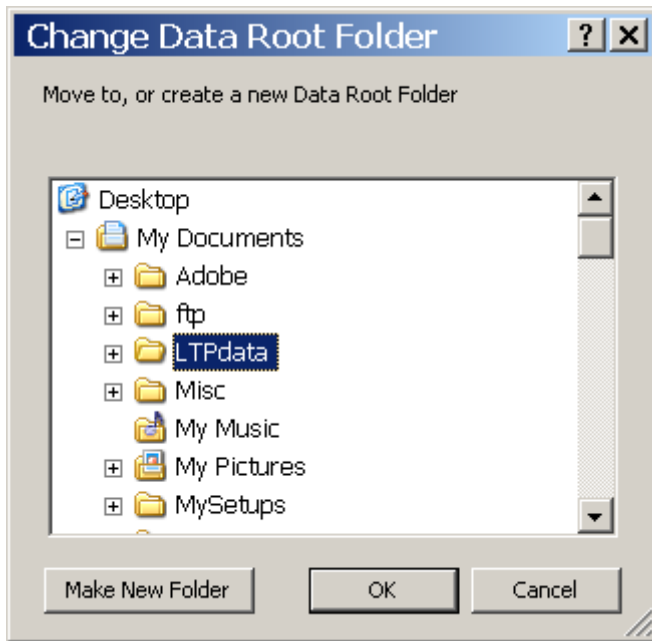 Change Data Root Folder
Move to, or create a new Data Root Folder
Desktop
My Documents
Adobe
ftp
LTPdata
Misc
My Music
My Pictures
MySetups
Make New Folder OK Cancel